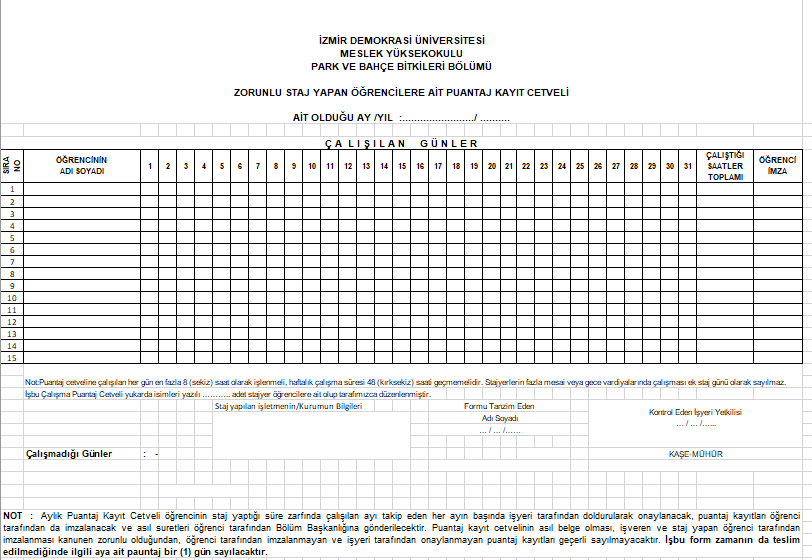 İZMİR DEMOKRASİ ÜNİVERSİTESİ
MESLEK YÜKSEKOKULU
PARK VE BAHÇE BİTKİLERİ BÖLÜMÜ
ZORUNLU STAJ YAPAN ÖĞRENCİLERE AİT PUANTAJ KAYIT CETVELİ
AİT OLDUĞU AY /YIL :......................../ ..........
ÇALIŞILAN GÜNLER
SIRA NO ÖĞRENCİNİN ADI SOYADI 1 2 3 4 5 6 7 8 9 10 11 12 13 14 15 16 17 18 19 20 21 22 23 24 25 26 27 28 29 30 31 ÇALIŞTIĞI SAATLER TOPLAMI ÖĞRENCİ İMZA
1
2
3
4
5
6
7
8
9
10
11
12
13
14
15
Not:Puantaj cetveline çalışılan her gün en fazla 8 (sekiz) saat olarak işlenmeli, haftalık çalışma süresi 48 (kırksekiz) saati geçmemelidir. Stajyerlerin fazla mesai veya gece vardiyalarında çalışması ek staj günü olarak sayılmaz.
İşbu Çalışma Puantaj Cetveli yukarda isimleri yazılı ……….. adet stajyer öğrencilere ait olup tarafımızca düzenlenmiştir.
Staj yapılan işletmenin/Kurumun Bilgileri
Formu Tanzim Eden
Adı Soyadı
… / … /……
Kontrol Eden İşyeri Yetkilisi
… / … /…...
Çalışmadığı Günler : -
KAŞE-MÜHÜR
NOT : Aylık Puantaj Kayıt Cetveli öğrencinin staj yaptığı süre zarfında çalışılan ayı takip eden her ayın başında işyeri tarafından doldurularak onaylanacak, puantaj kayıtları öğrenci
tarafından da imzalanacak ve asıl suretleri öğrenci tarafından Bölüm Başkanlığına gönderilecektir. Puantaj kayıt cetvelinin asıl belge olması, işveren ve staj yapan öğrenci tarafından
imzalanması kanunen zorunlu olduğundan, öğrenci tarafından imzalanmayan ve işyeri tarafından onaylanmayan puantaj kayıtları geçerli sayılmayacaktır. İşbu form zamanın da teslim
edilmediğinde ilgili aya ait pauntaj bir (1) gün sayılacaktır.